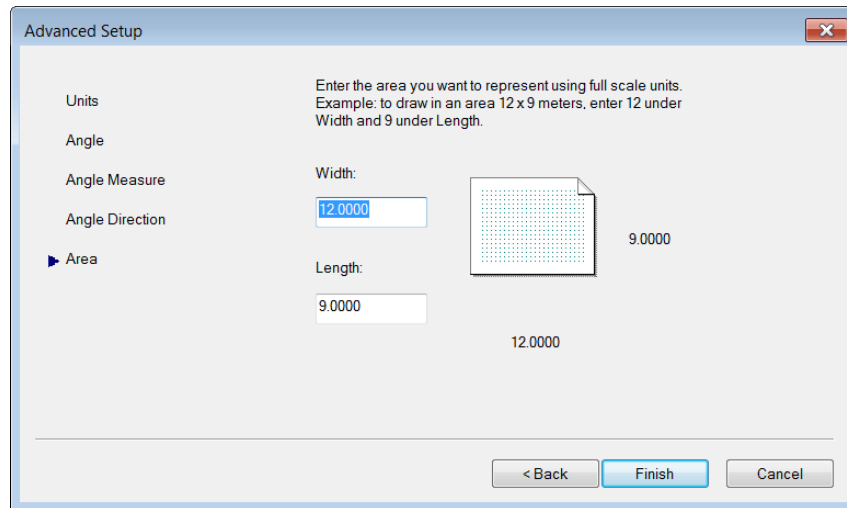 Advanced Setup
Units
Angle
Angle Measure
Angle Direction
Area
Enter the area you want to represent using full scale units.
Example: to draw in an area 12 x 9 meters, enter 12 under
Width and 9 under Length.
Width:
12.0000
Length:
9.0000
9.0000
12.0000
< Back
Finish
Cancel